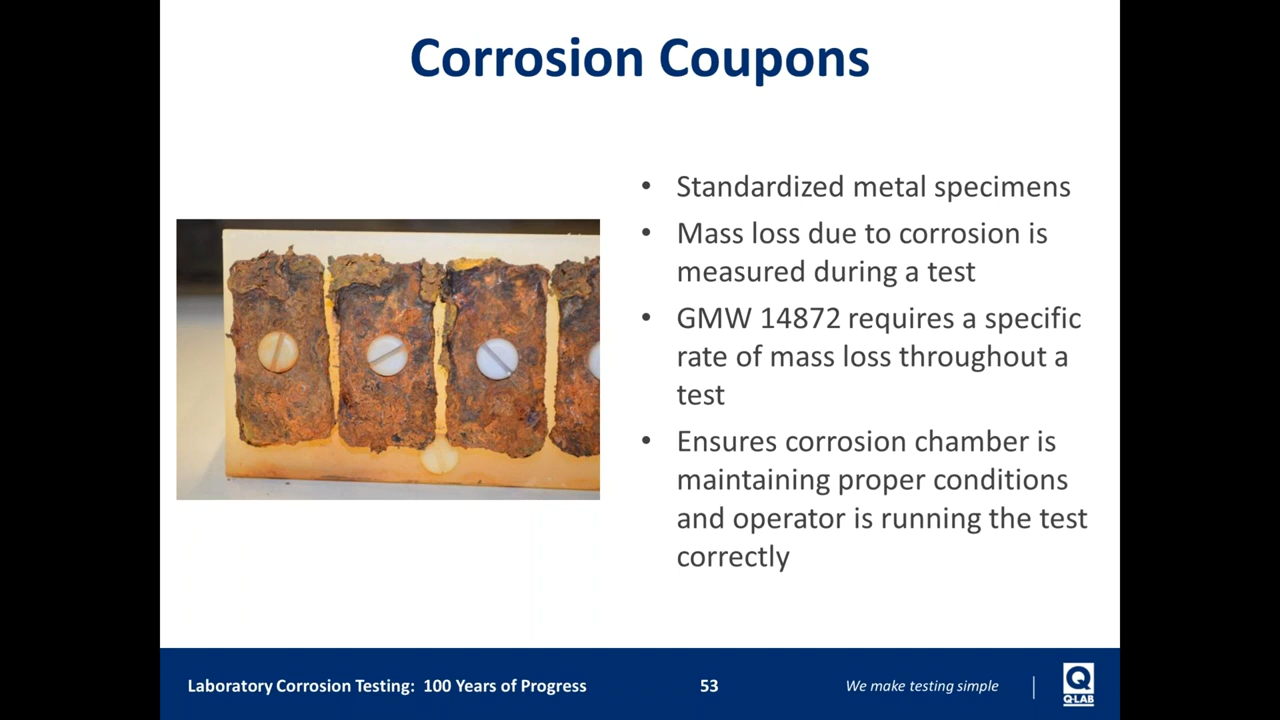 Corrosion Coupons
• Standardized metal specimens
• Mass loss due to corrosion is
measured during a test
• GMW 14872 requires a specific
rate of mass loss throughout a
test
• Ensures corrosion chamber is
maintaining proper conditions
and operator is running the test
correctly
Laboratory Corrosion Testing: 100 Years of Progress
53
We make testing simple
Q
Q-LAB